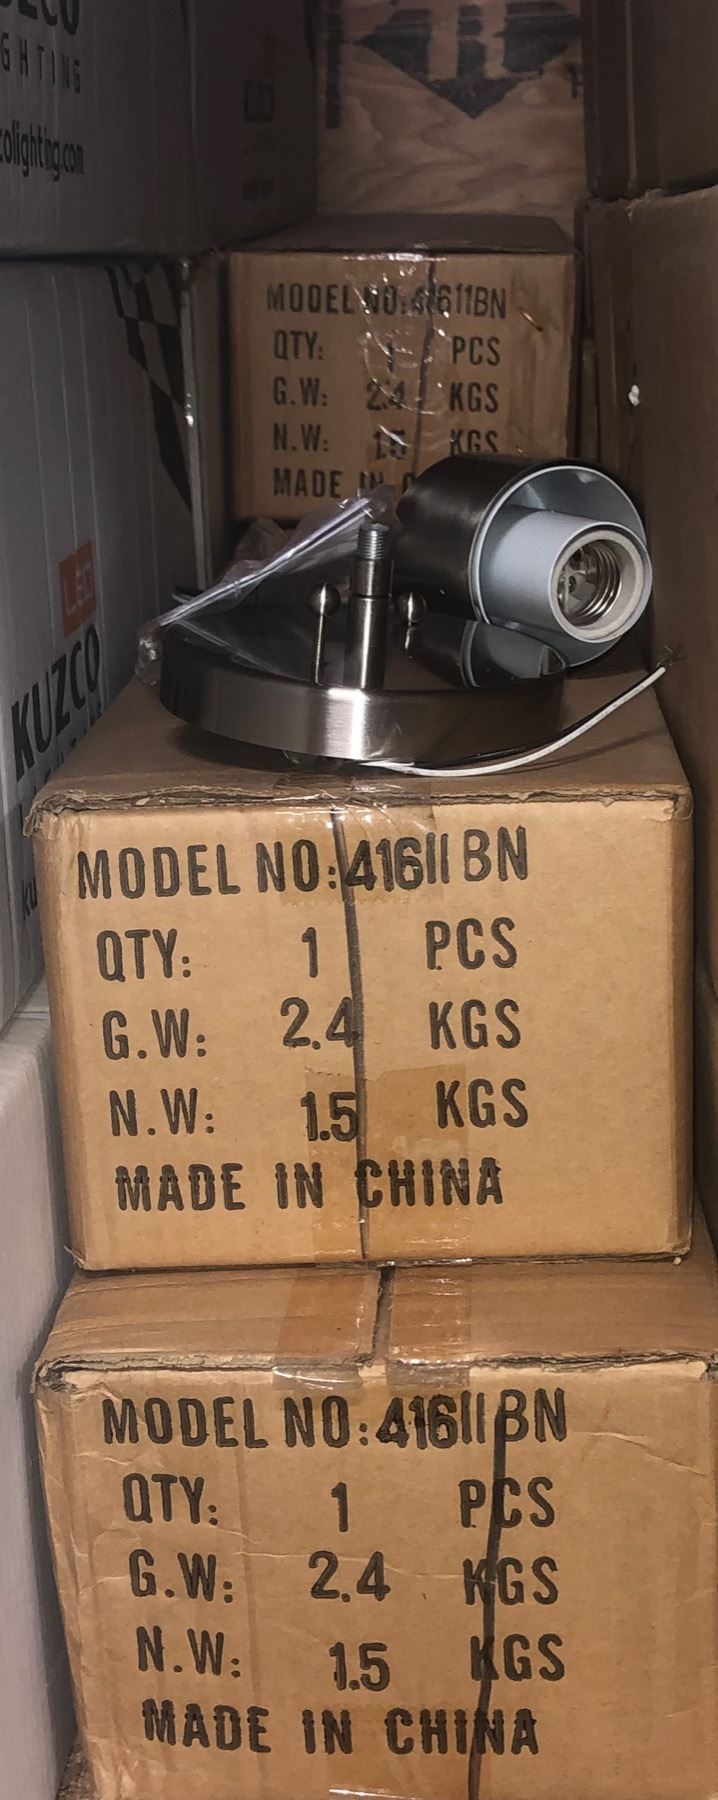 GHTING
colighting.com
MODEL NO:41611BN
QTY: 1 PCS
G.W: 2.4 KGS
N.W: 1.5 KGS
MADE IN
LED
KUZCO
MODEL NO:41611BN
QTY: 1 PCS
G.W: 2.4 KGS
N.W: 1.5 KGS
MADE IN CHINA
MODEL NO:41611BN
QTY: 1 PCS
G.W: 2.4 KGS
N.W: 1.5 KGS
MADE IN CHINA